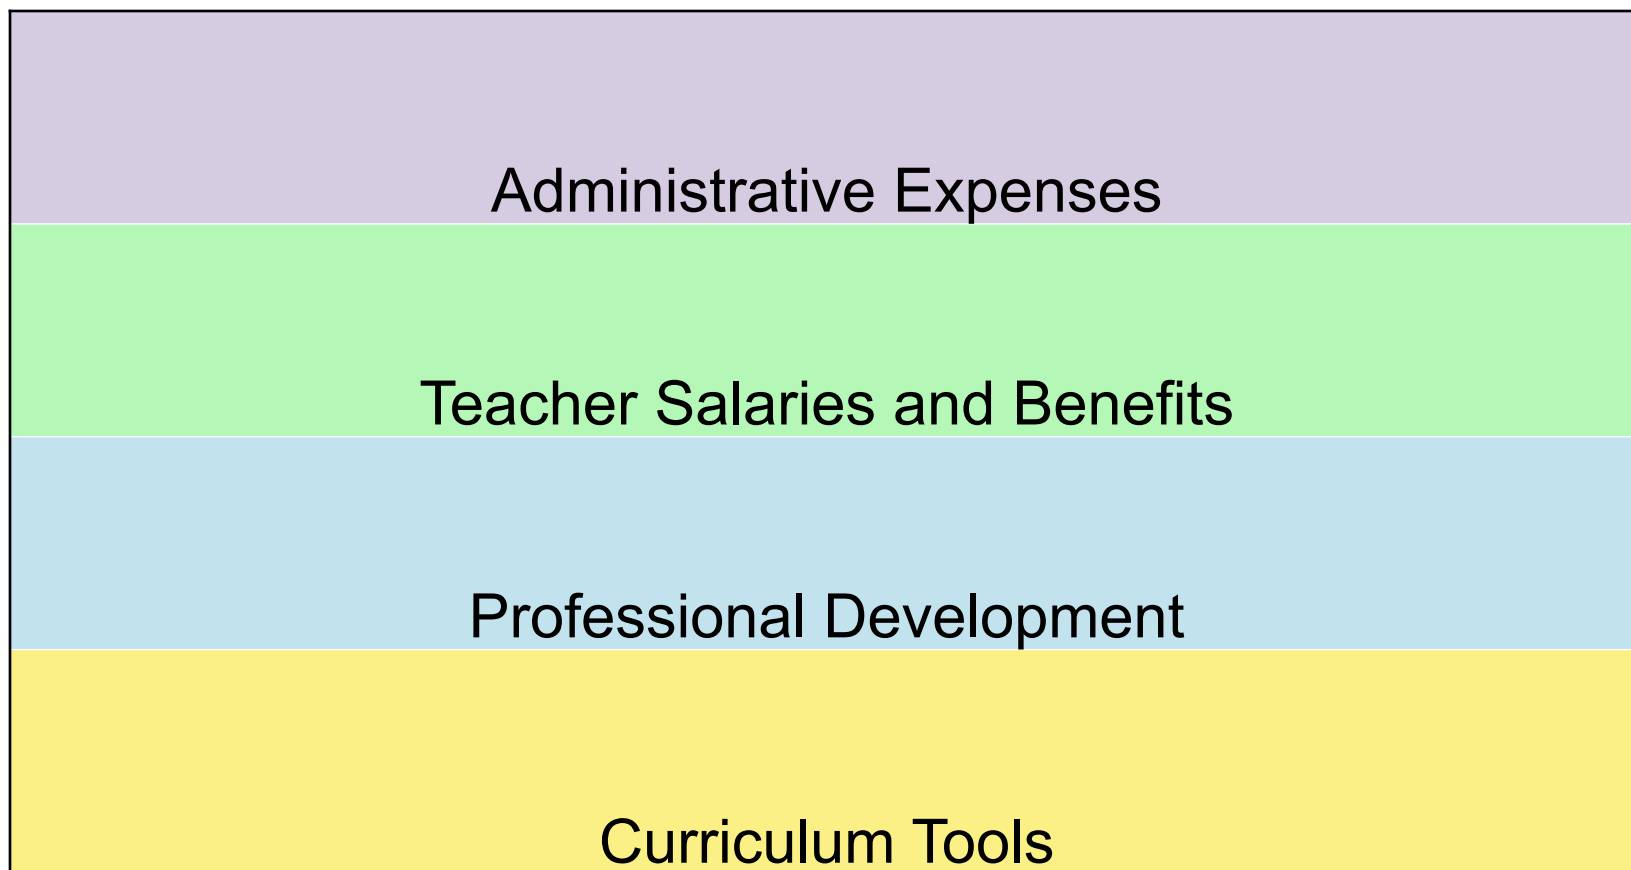 Administrative Expenses
Teacher Salaries and Benefits
Professional Development
Curriculum Tools